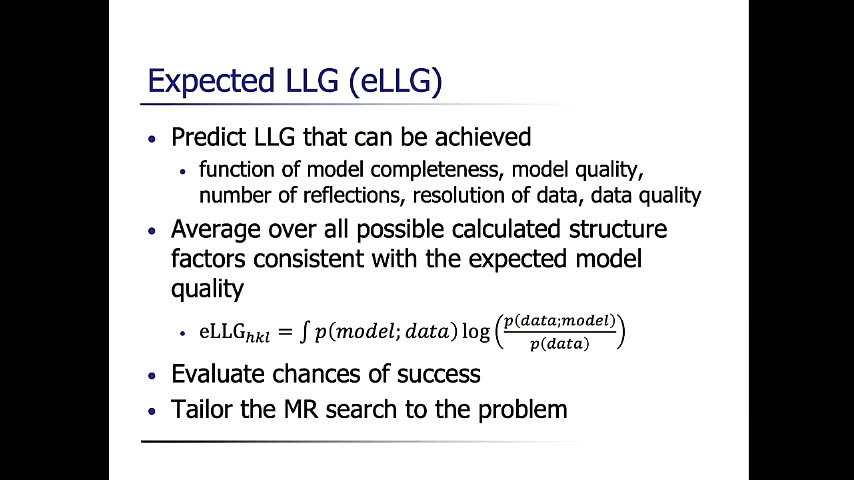 Expected LLG (eLLG)
• Predict LLG that can be achieved
• function of model completeness, model quality,
number of reflections, resolution of data, data quality
• Average over all possible calculated structure
factors consistent with the expected model
quality
• eLLG_hkl = ∫ p(model; data) log (p(data;model) / p(data))
• Evaluate chances of success
• Tailor the MR search to the problem